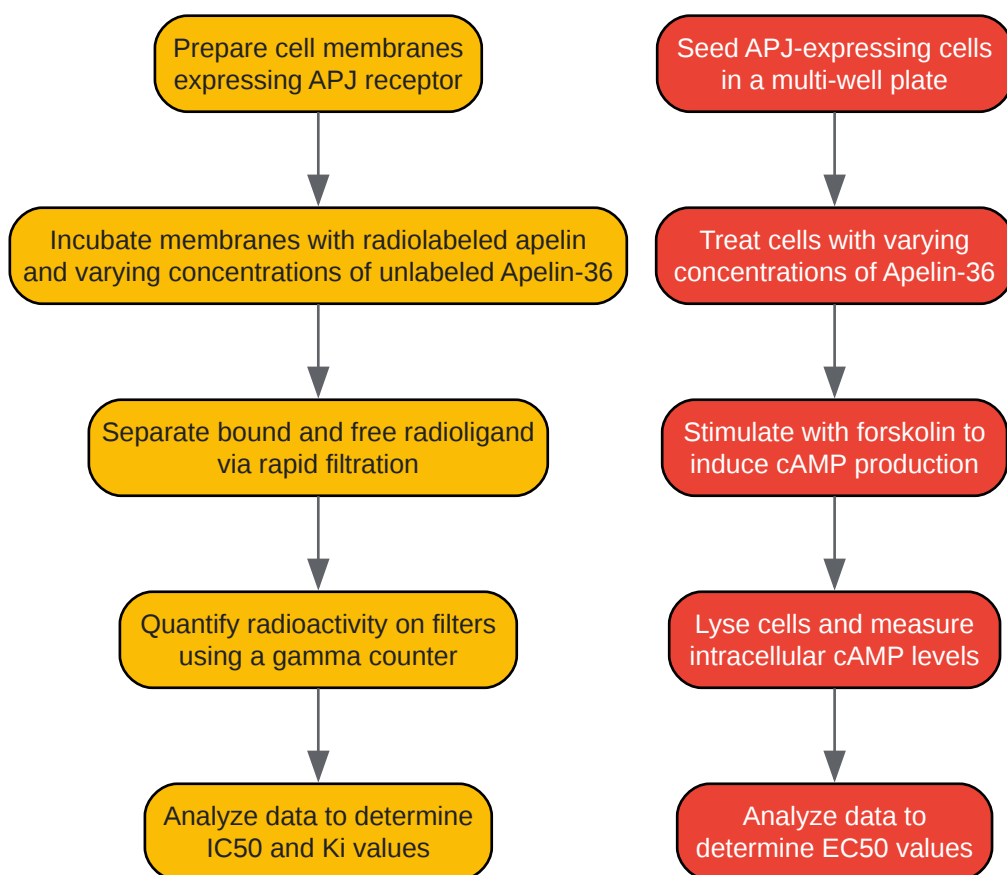 Prepare cell membranes
expressing APJ receptor
Incubate membranes with radiolabeled apelin
and varying concentrations of unlabeled Apelin-36
Separate bound and free radioligand
via rapid filtration
Quantify radioactivity on filters
using a gamma counter
Analyze data to determine
IC50 and Ki values
Seed APJ-expressing cells
in a multi-well plate
Treat cells with varying
concentrations of Apelin-36
Stimulate with forskolin to
induce cAMP production
Lyse cells and measure
intracellular cAMP levels
Analyze data to
determine EC50 values